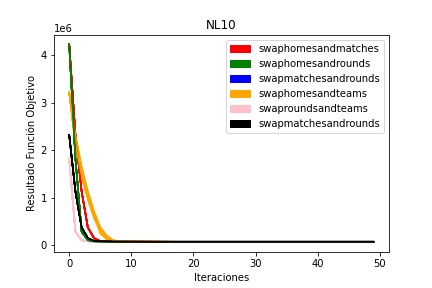 NL10
1e6
swaphomesandmatches
swaphomesandrounds
swapmatchesandrounds
swaphomesandteams
swaproundsandteams
swapmatchesandrounds
4
3
2
1
0
Resultado Función Objetivo
0 10 20 30 40 50
Iteraciones